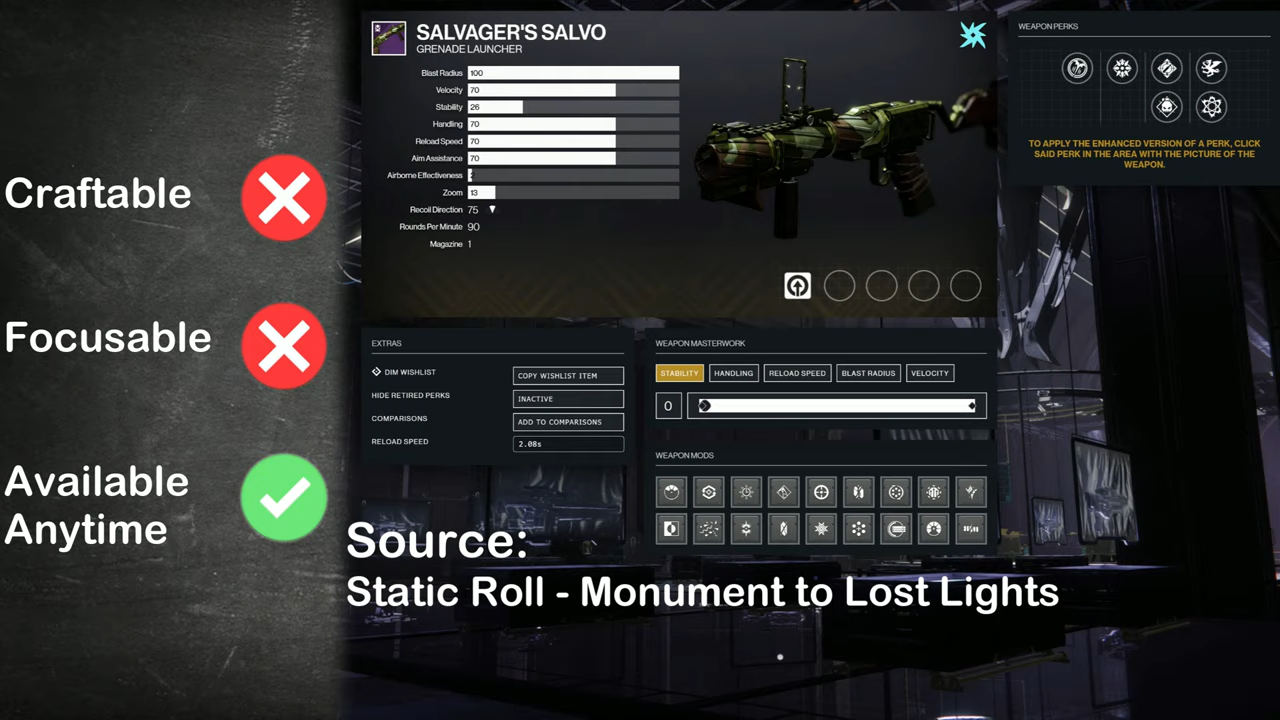 Craftable
Focusable
Available
Anytime
SALVAGER'S SALVO
GRENADE LAUNCHER
Blast Radius 100
Velocity 70
Stability 26
Handling 70
Reload Speed 70
Aim Assistance 70
Airborne Effectiveness
Zoom 13
Recoil Direction 75
Rounds Per Minute 90
Magazine 1
WEAPON PERKS
TO APPLY THE ENHANCED VERSION OF A PERK, CLICK
SAID PERK IN THE AREA WITH THE PICTURE OF THE
WEAPON.
EXTRAS
DIM WISHLIST COPY WISHLIST ITEM
HIDE RETIRED PERKS INACTIVE
COMPARISONS ADD TO COMPARISONS
RELOAD SPEED 2.08s
WEAPON MASTERWORK
STABILITY HANDLING RELOAD SPEED BLAST RADIUS VELOCITY
0
WEAPON MODS
Source:
Static Roll - Monument to Lost Lights